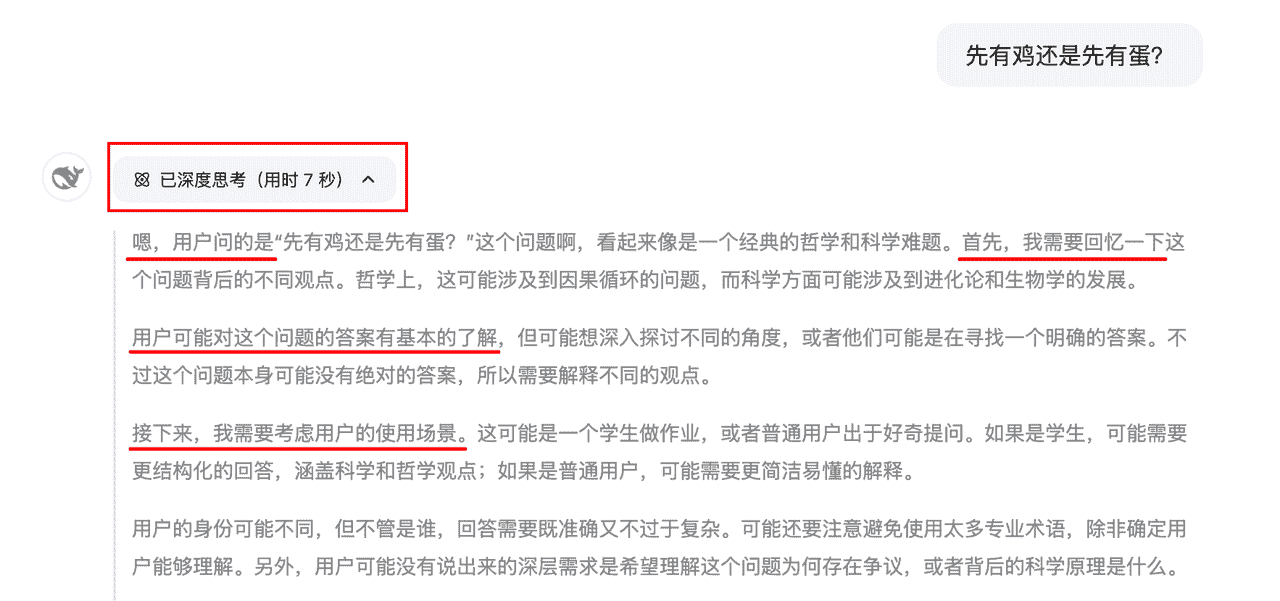 先有鸡还是先有蛋？
已深度思考（用时 7 秒）
嗯，用户问的是“先有鸡还是先有蛋？”这个问题啊，看起来像是一个经典的哲学和科学难题。首先，我需要回忆一下这
个问题背后的不同观点。哲学上，这可能涉及到因果循环的问题，而科学方面可能涉及到进化论和生物学的发展。
用户可能对这个问题的答案有基本的了解，但可能想深入探讨不同的角度，或者他们可能是在寻找一个明确的答案。不
过这个问题本身可能没有绝对的答案，所以需要解释不同的观点。
接下来，我需要考虑用户的使用场景。这可能是一个学生做作业，或者普通用户出于好奇提问。如果是学生，可能需要
更结构化的回答，涵盖科学和哲学观点；如果是普通用户，可能需要更简洁易懂的解释。
用户的身份可能不同，但不管是谁，回答需要既准确又不过于复杂。可能还要注意避免使用太多专业术语，除非确定用
户能够理解。另外，用户可能没有说出来的深层需求是希望理解这个问题为何存在争议，或者背后的科学原理是什么。